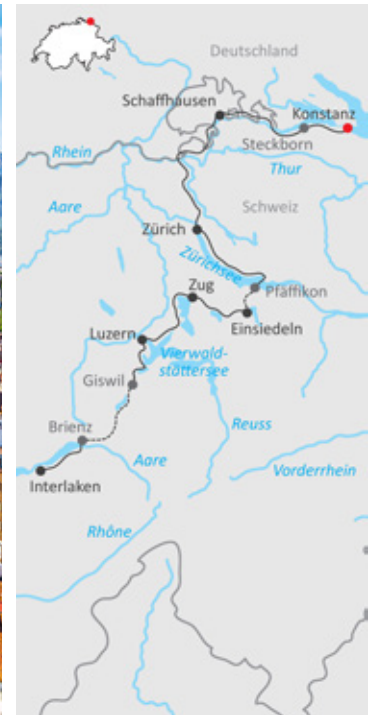 Deutschland
Schaffhausen
Konstanz
Steckborn
Rhein
Thur
Aare
Schweiz
Zürich
Zürichsee
Zug
Pfäffikon
Einsiedeln
Luzern
Vierwald-
stättersee
Giswil
Reuss
Brienz
Aare
Vorderrhein
Interlaken
Rhône